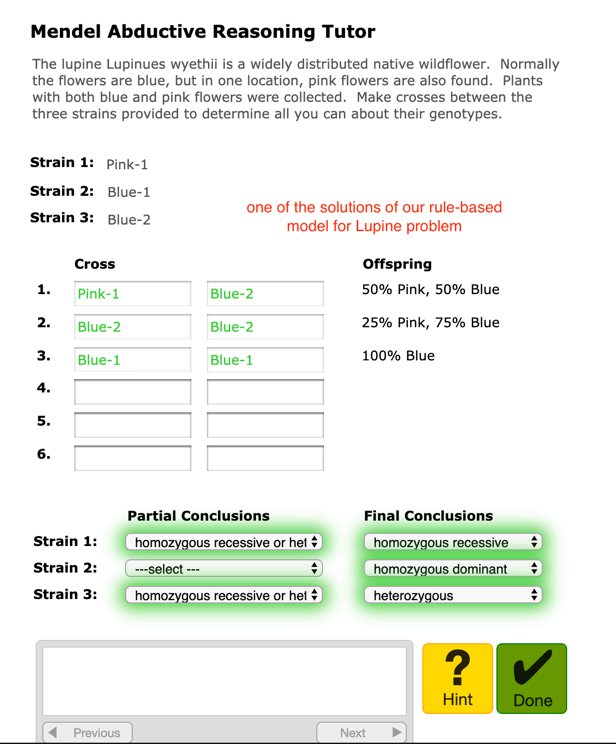 Mendel Abductive Reasoning Tutor
The lupine Lupinues wyethii is a widely distributed native wildflower. Normally
the flowers are blue, but in one location, pink flowers are also found. Plants
with both blue and pink flowers were collected. Make crosses between the
three strains provided to determine all you can about their genotypes.
Strain 1: Pink-1
Strain 2: Blue-1
Strain 3: Blue-2
one of the solutions of our rule-based
model for Lupine problem
Cross Offspring
1. Pink-1 Blue-2 50% Pink, 50% Blue
2. Blue-2 Blue-2 25% Pink, 75% Blue
3. Blue-1 Blue-1 100% Blue
4.
5.
6.
Partial Conclusions Final Conclusions
Strain 1: homozygous recessive or het homozygous recessive
Strain 2: ---select --- homozygous dominant
Strain 3: homozygous recessive or het heterozygous
? Hint
Done
Previous Next